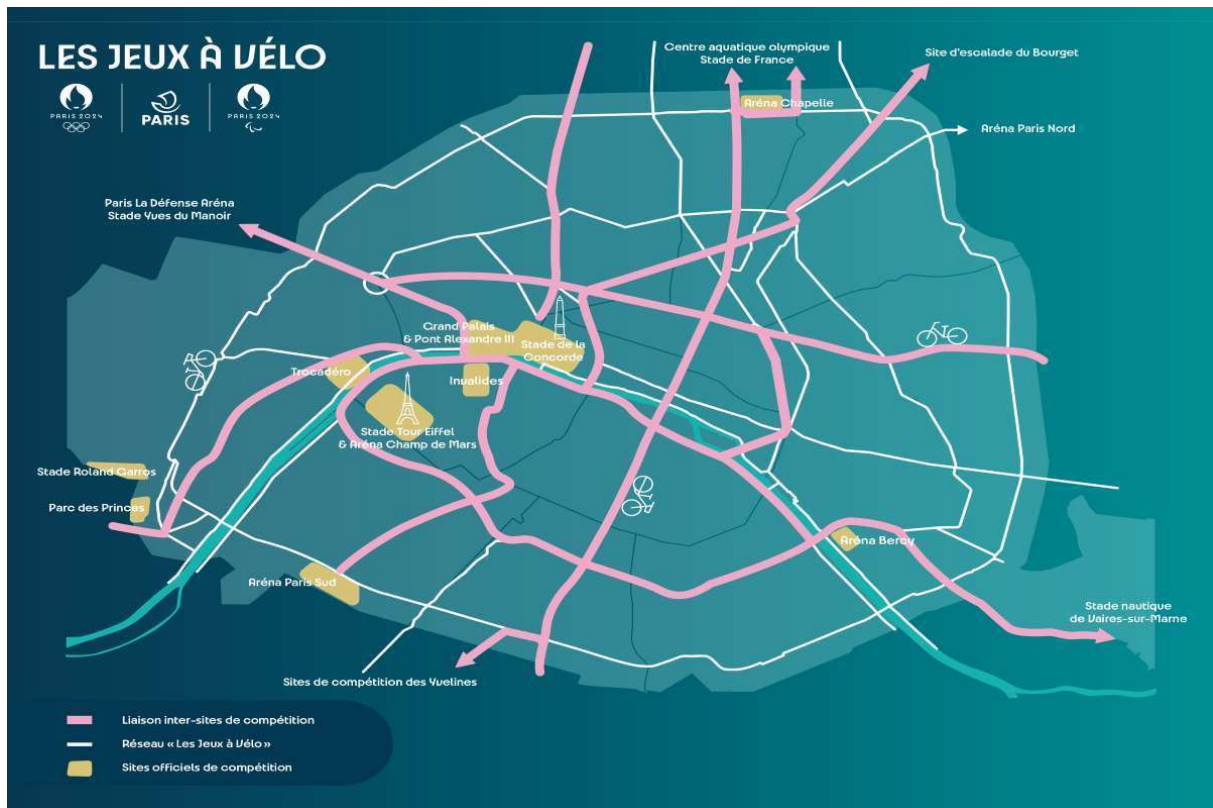 LES JEUX À VÉLO
PARIS 2024
PARIS
PARIS 2024
Centre aquatique olympique
Stade de France
Site d'escalade du Bourget
Aréna Chapelle
Aréna Paris Nord
Paris La Défense Aréna
Stade Yves du Manoir
Grand Palais
& Pont Alexandre III
Stade de la
Concorde
Trocadéro
Invalides
Stade Tour Eiffel
& Aréna Champ de Mars
Stade Roland Garros
Parc des Princes
Aréna Bercy
Aréna Paris Sud
Stade nautique
de Vaires-sur-Marne
Sites de compétition des Yvelines
Liaison inter-sites de compétition
Réseau « Les Jeux à Vélo »
Sites officiels de compétition